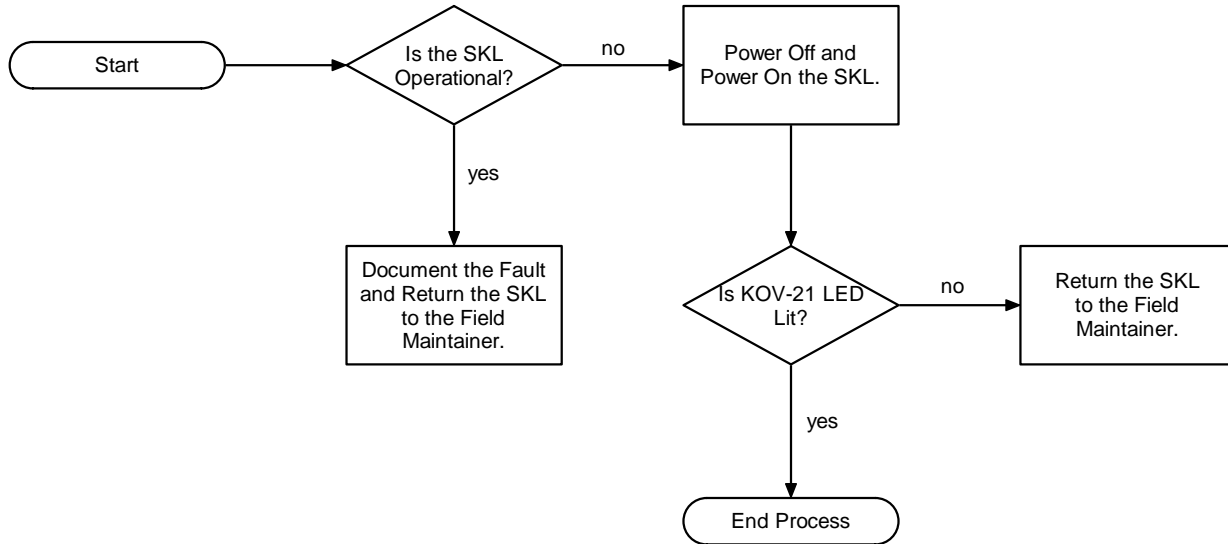 Start
Is the SKL
Operational?
no
Power Off and
Power On the SKL.
yes
Document the Fault
and Return the SKL
to the Field
Maintainer.
Is KOV-21 LED
Lit?
no
Return the SKL
to the Field
Maintainer.
yes
End Process